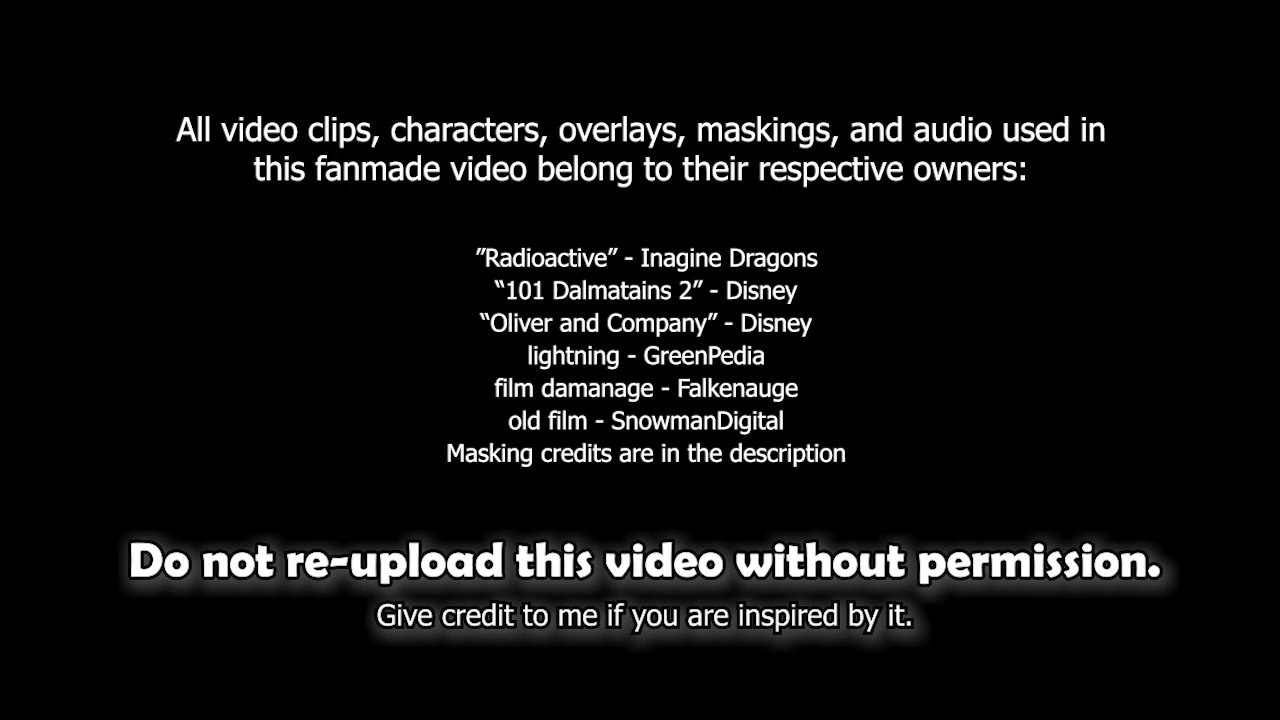 All video clips, characters, overlays, maskings, and audio used in
this fanmade video belong to their respective owners:
”Radioactive” - Inagine Dragons
“101 Dalmatains 2” - Disney
“Oliver and Company” - Disney
lightning - GreenPedia
film damanage - Falkenauge
old film - SnowmanDigital
Masking credits are in the description
Do not re-upload this video without permission.
Give credit to me if you are inspired by it.